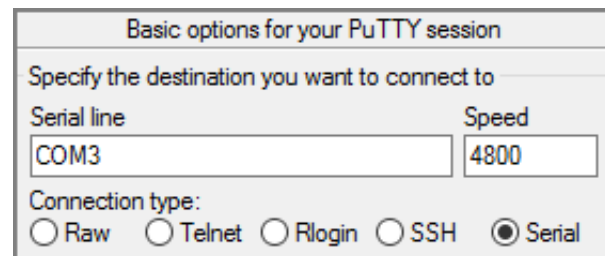 Basic options for your PuTTY session
Specify the destination you want to connect to
Serial line Speed
COM3 4800
Connection type:
Raw Telnet Rlogin SSH Serial